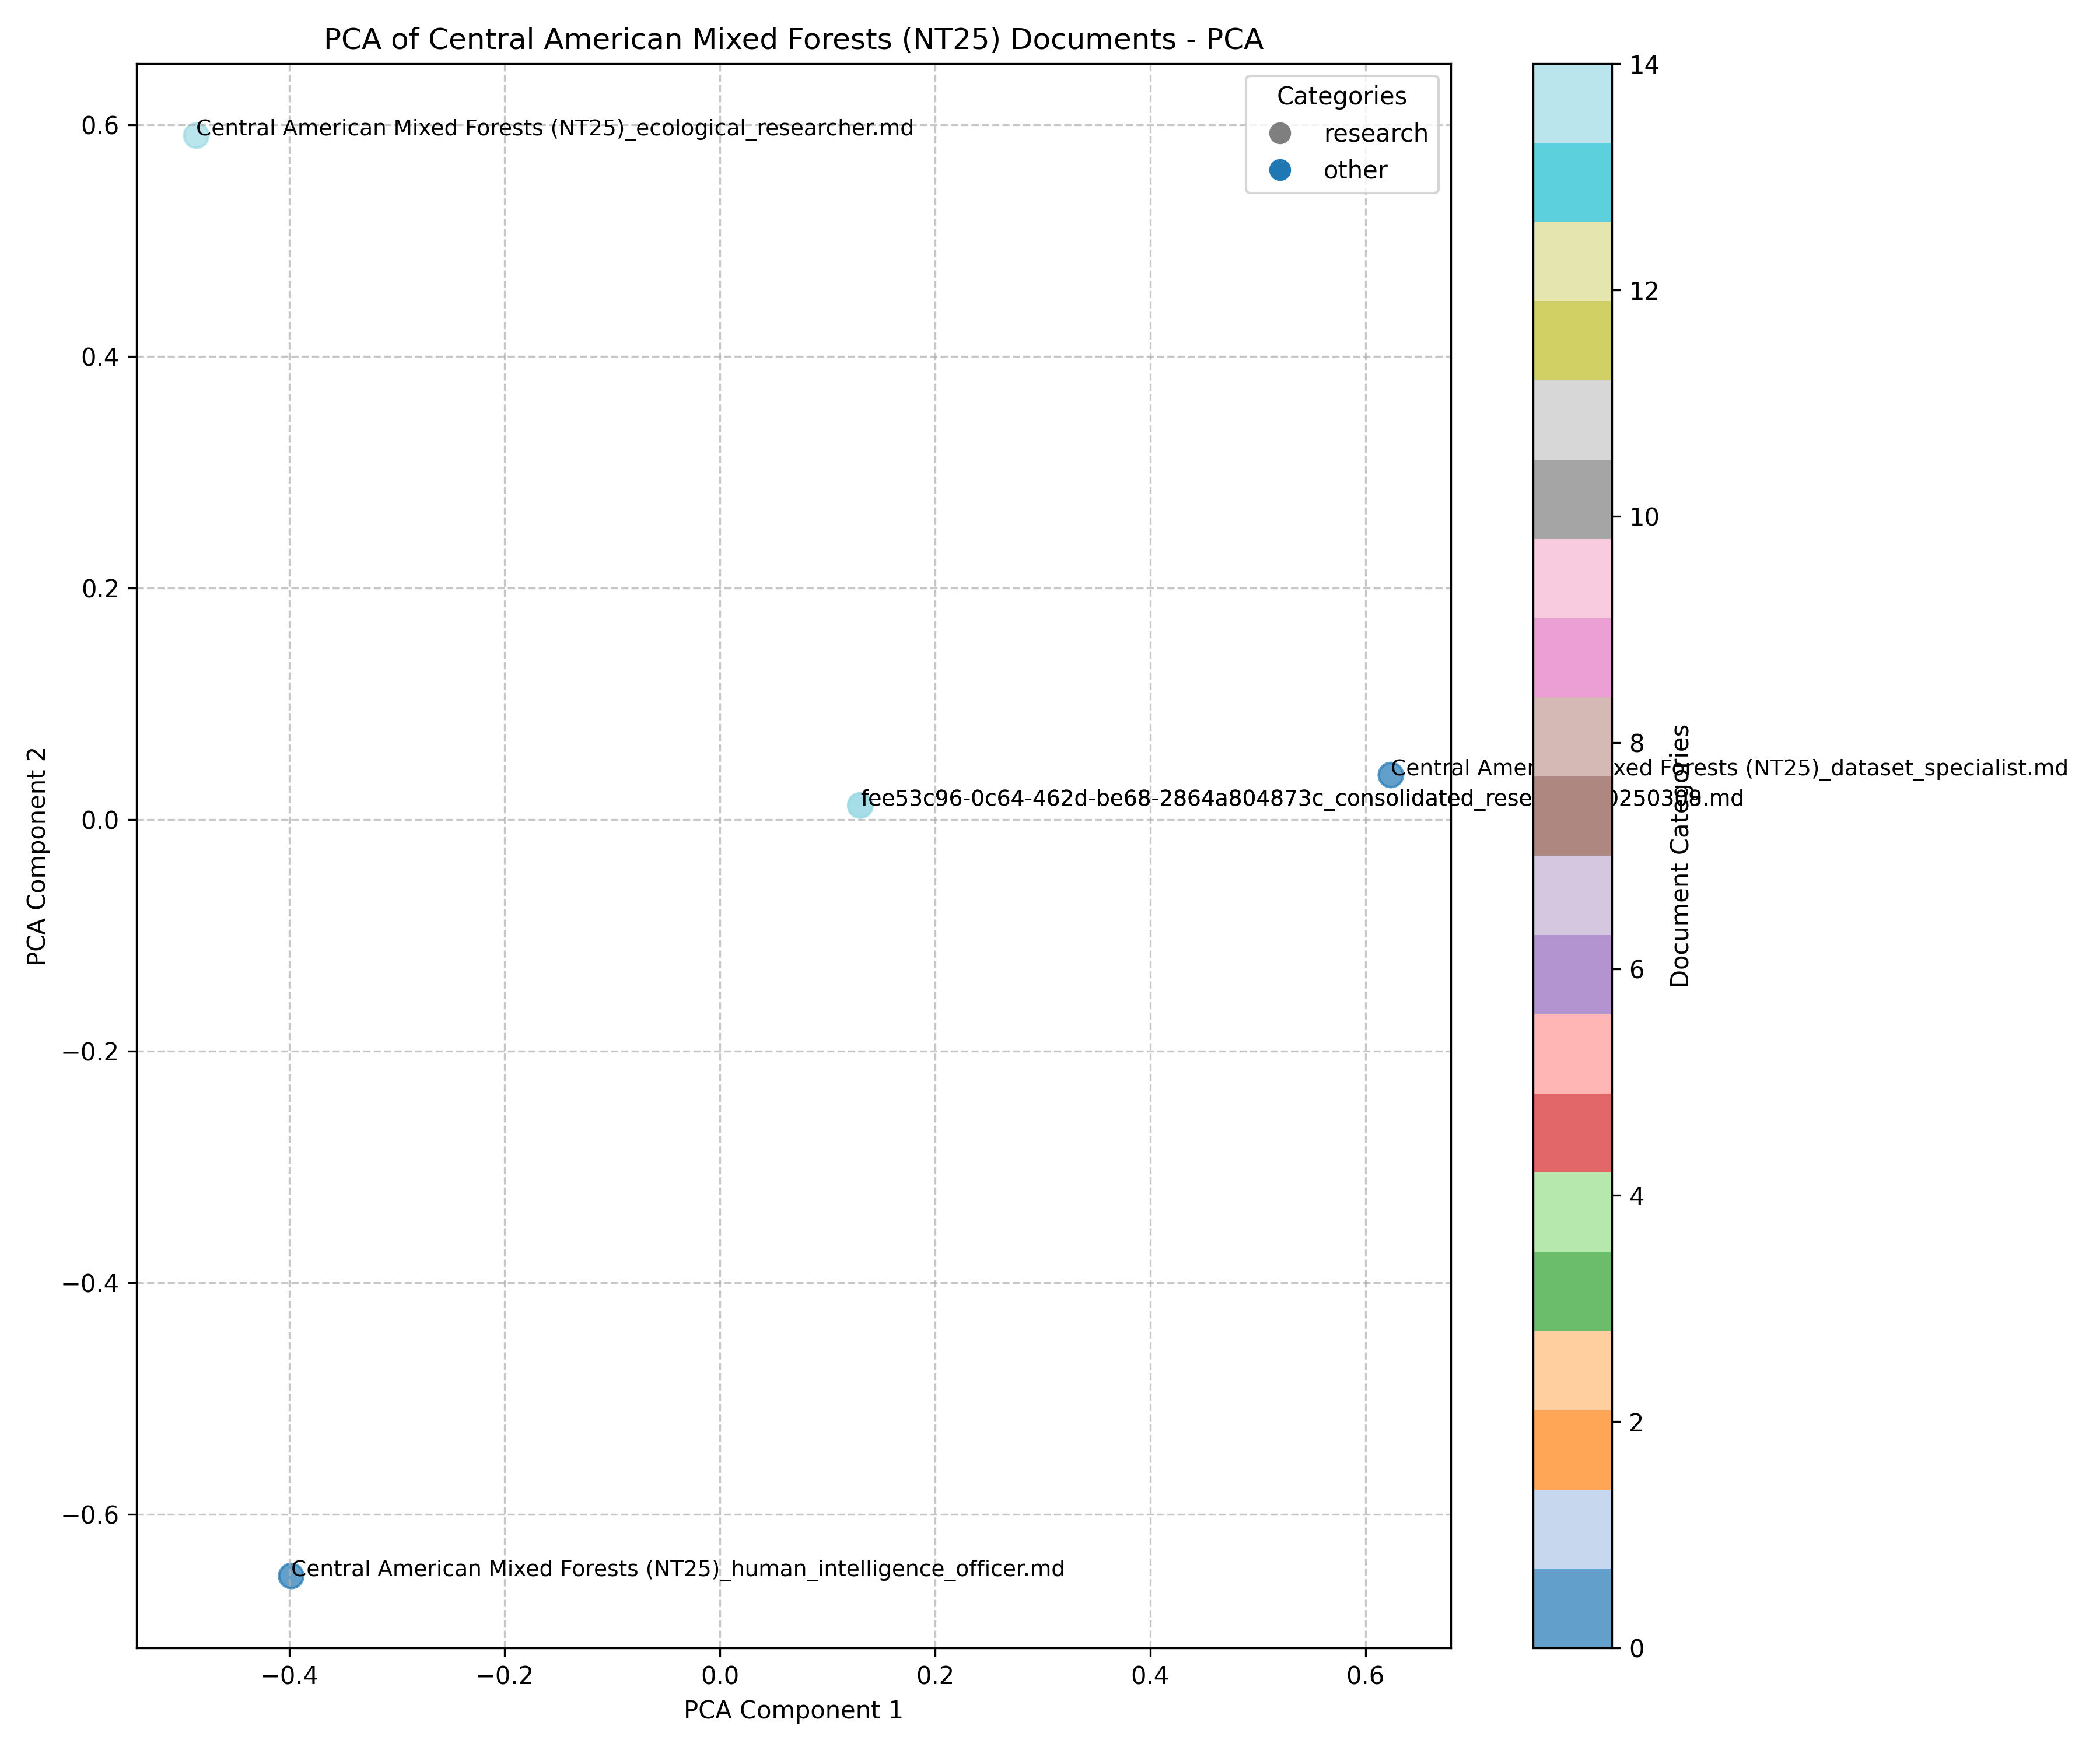 PCA of Central American Mixed Forests (NT25) Documents - PCA
Categories
research
other
Central American Mixed Forests (NT25)_ecological_researcher.md
Central Amer xed Forests (NT25)_dataset_specialist.md
fee53c96-0c64-462d-be68-2864a804873c_consolidated_rese
Central American Mixed Forests (NT25)_human_intelligence_officer.md
0.6
0.4
0.2
0.0
−0.2
−0.4
−0.6
PCA Component 2
−0.4
−0.2
0.0
0.2
0.4
0.6
PCA Component 1
14
12
10
8
6
4
2
0
Document Categories